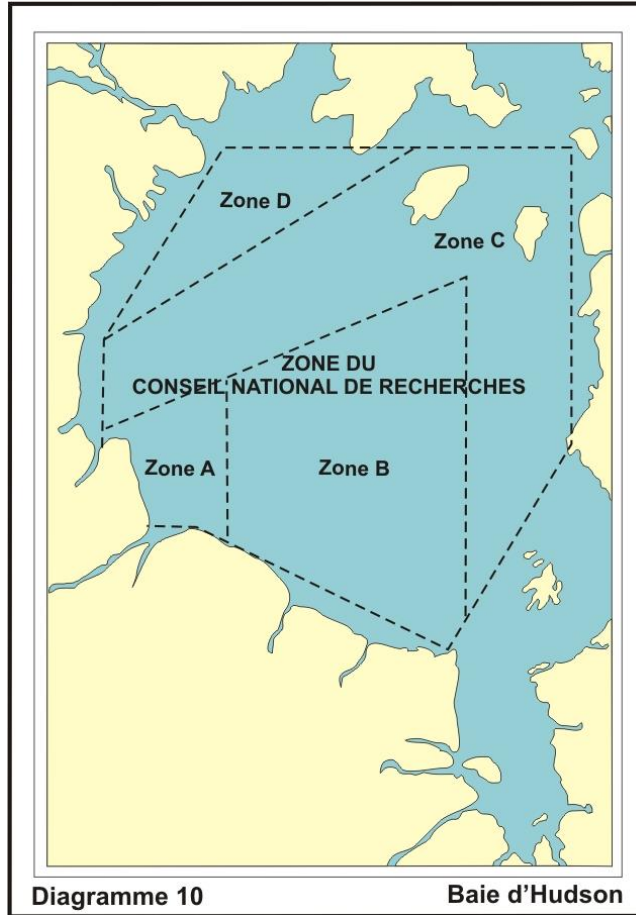 Zone D
Zone C
ZONE DU
CONSEIL NATIONAL DE RECHERCHES
Zone A
Zone B
Diagramme 10
Baie d'Hudson